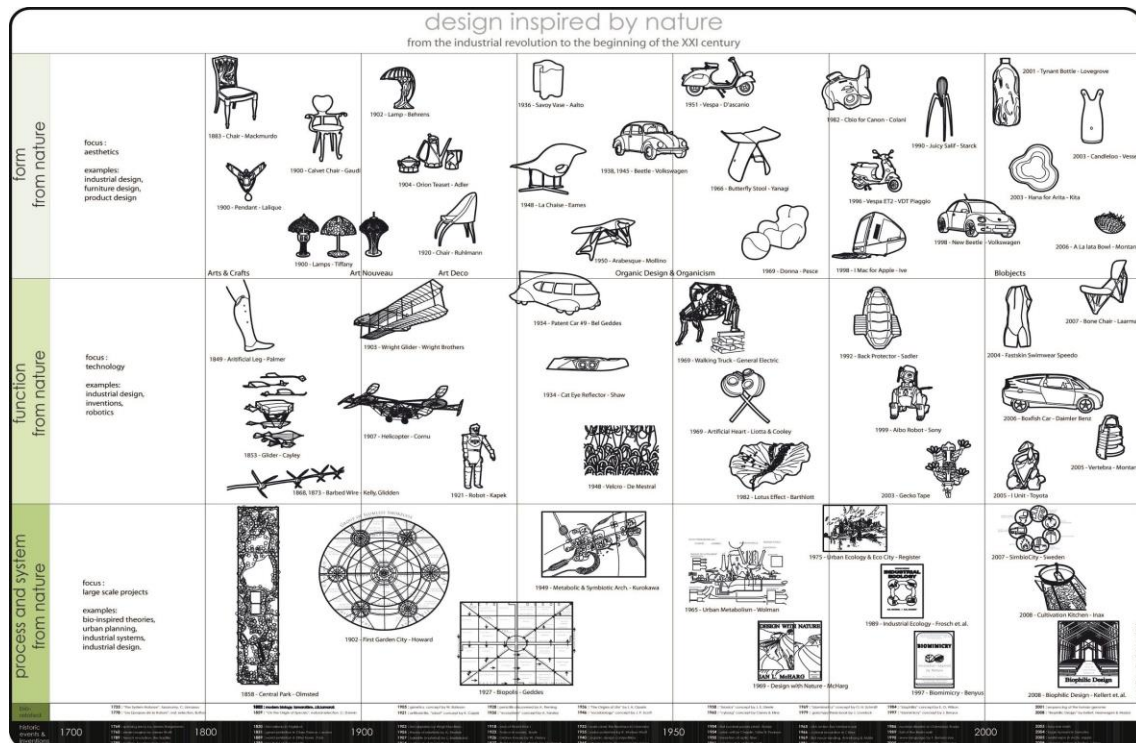 design inspired by nature
from the industrial revolution to the beginning of the XXI century
form
from nature
focus :
aesthetics
examples:
industrial design,
furniture design,
product design
1883 - Chair - Mackmurdo
1900 - Calvet Chair - Gaudi
1900 - Pendant - Lalique
1900 - Lamps - Tiffany
1902 - Lamp - Behrens
1904 - Orion Teaset - Adler
1920 - Chair - Ruhlmann
1936 - Savoy Vase - Aalto
1938, 1945 - Beetle - Volkswagen
1948 - La Chaise - Eames
1950 - Arabesque - Mollino
1951 - Vespa - D'ascanio
1966 - Butterfly Stool - Yanagi
1969 - Donna - Pesce
1982 - Cbio for Canon - Colani
1990 - Juicy Salif - Starck
1996 - Vespa ET2 - VDT Piaggio
1998 - New Beetle - Volkswagen
1998 - I Mac for Apple - Ive
2001 - Tynant Bottle - Lovegrove
2003 - Candleloo - Vesse
2003 - Hana for Arita - Kita
2006 - A La lata Bowl - Montan
Arts & Crafts
Art Nouveau
Art Deco
Organic Design & Organicism
Blobjects
function
from nature
focus :
technology
examples:
industrial design,
inventions,
robotics
1849 - Aritificial Leg - Palmer
1853 - Glider - Cayley
1868, 1873 - Barbed Wire - Kelly, Glidden
1903 - Wright Glider - Wright Brothers
1907 - Helicopter - Cornu
1921 - Robot - Kapek
1934 - Patent Car #9 - Bel Geddes
1934 - Cat Eye Reflector - Shaw
1948 - Velcro - De Mestral
1969 - Walking Truck - General Electric
1969 - Artificial Heart - Liotta & Cooley
1982 - Lotus Effect - Barthlott
1992 - Back Protector - Sadler
1999 - Aibo Robot - Sony
2003 - Gecko Tape
2004 - Fastskin Swimwear Speedo
2007 - Bone Chair - Laarma
2006 - Boxfish Car - Daimler Benz
2005 - Vertebra - Montan
2005 - I Unit - Toyota
process and system
from nature
focus :
large scale projects
examples:
bio-inspired theories,
urban planning,
industrial systems,
industrial design.
1858 - Central Park - Olmsted
1902 - First Garden City - Howard
1927 - Biopolis - Geddes
1949 - Metabolic & Symbiotic Arch. - Kurokawa
1965 - Urban Metabolism - Wolman
DESIGN WITH NATURE
IAN L. McHARG
1969 - Design with Nature - McHarg
1975 - Urban Ecology & Eco City - Register
INDUSTRIAL
ECOLOGY
1989 - Industrial Ecology - Frosch et.al.
BIOMIMICRY
1997 - Biomimicry - Benyus
2007 - SimbioCity - Sweden
2008 - Cultivation Kitchen - Inax
Biophilic Design
2008 - Biophilic Design - Kellert et.al.
historic
events &
inventions
1700
1800
1900
1950
2000